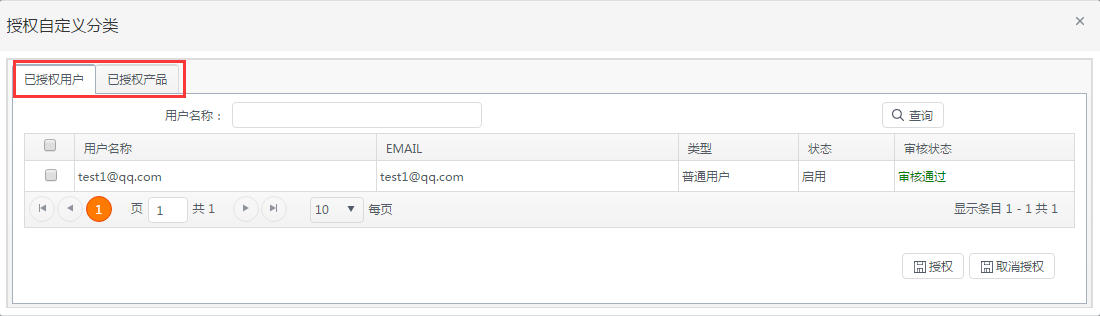 授权自定义分类
×
已授权用户 已授权产品
用户名称： 查询
用户名称 EMAIL 类型 状态 审核状态
test1@qq.com test1@qq.com 普通用户 启用 审核通过
1 页 1 共 1 10 每页 显示条目 1 - 1 共 1
授权 取消授权